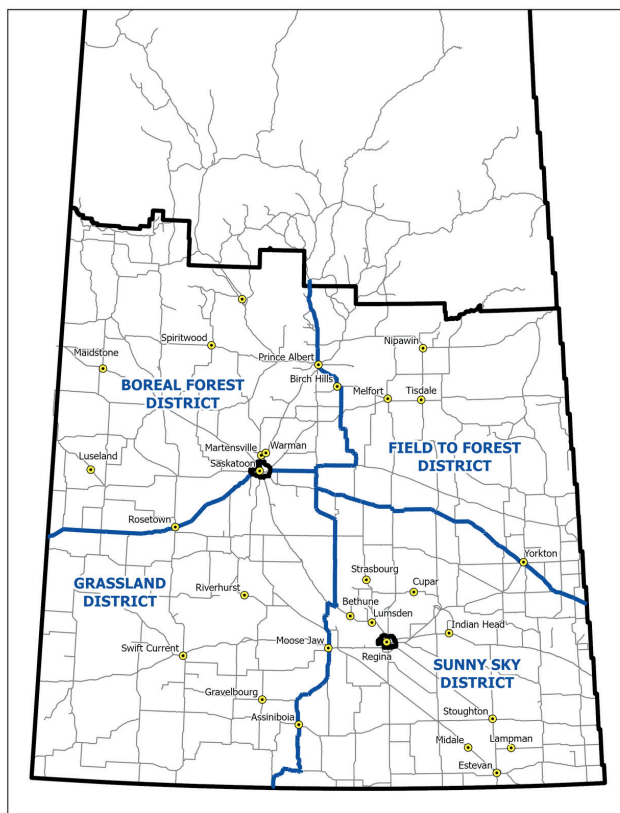 Spiritwood
Nipawin
Maidstone
Prince Albert
Birch Hills
BOREAL FOREST
DISTRICT
Melfort
Tisdale
Martensville
Warman
FIELD TO FOREST
DISTRICT
Luseland
Saskatoon
Rosetown
Yorkton
GRASSLAND
DISTRICT
Strasbourg
Riverhurst
Cupar
Bethune
Lumsden
Indian Head
Swift Current
Moose Jaw
Regina
SUNNY SKY
DISTRICT
Gravelbourg
Assiniboia
Stoughton
Midale
Lampman
Estevan